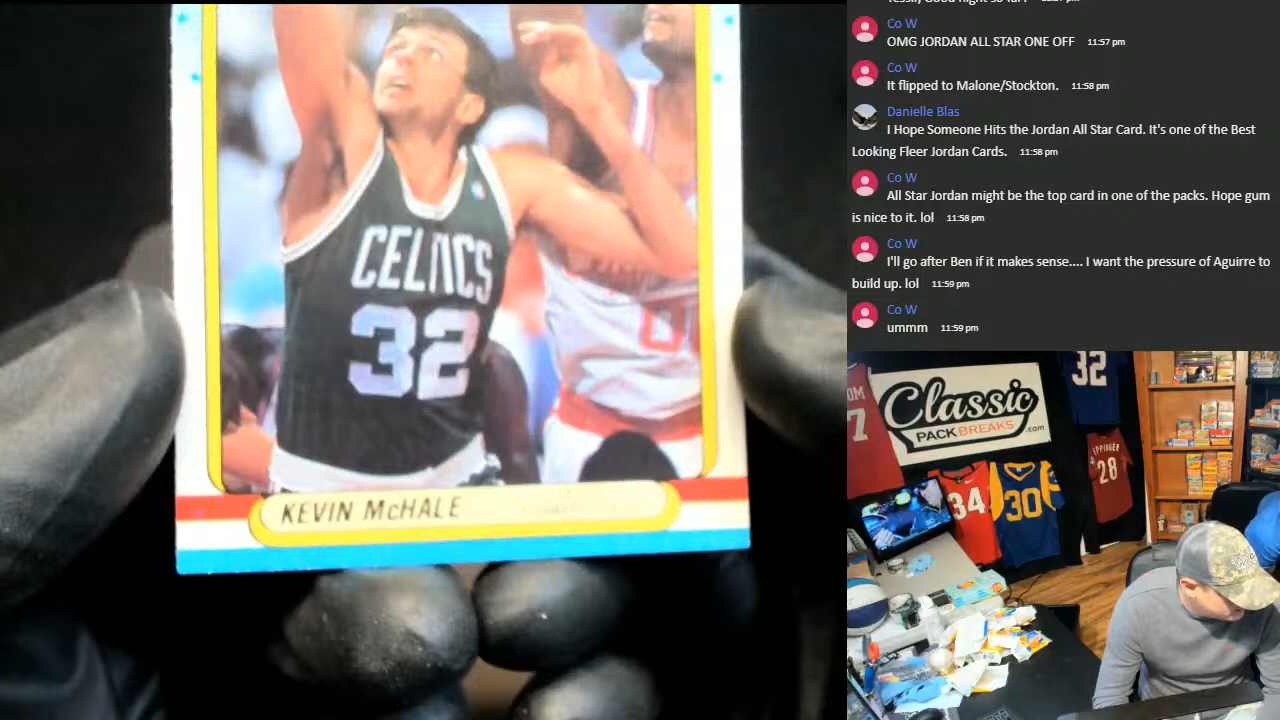 CELTICS
32
KEVIN McHALE
Co W
OMG JORDAN ALL STAR ONE OFF 11:57 pm
Co W
It flipped to Malone/Stockton. 11:58 pm
Danielle Blas
I Hope Someone Hits the Jordan All Star Card. It's one of the Best
Looking Fleer Jordan Cards. 11:58 pm
Co W
All Star Jordan might be the top card in one of the packs. Hope gum
is nice to it. lol 11:58 pm
Co W
I'll go after Ben if it makes sense.... I want the pressure of Aguirre to
build up. lol 11:59 pm
Co W
ummm 11:59 pm
32
Classic
PACKBREAKS.com
7
34
30
28